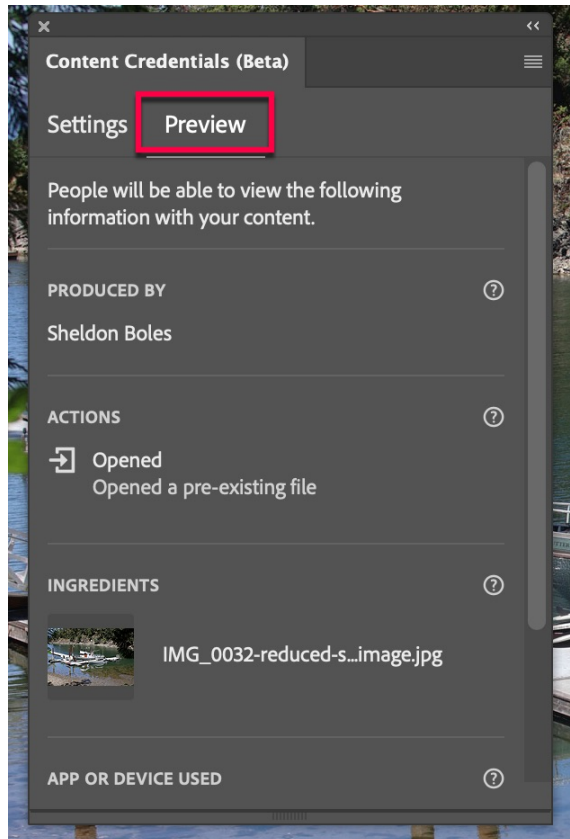 Content Credentials (Beta)
Settings Preview
People will be able to view the following
information with your content.
PRODUCED BY
Sheldon Boles
ACTIONS
Opened
Opened a pre-existing file
INGREDIENTS
IMG_0032-reduced-s...image.jpg
APP OR DEVICE USED